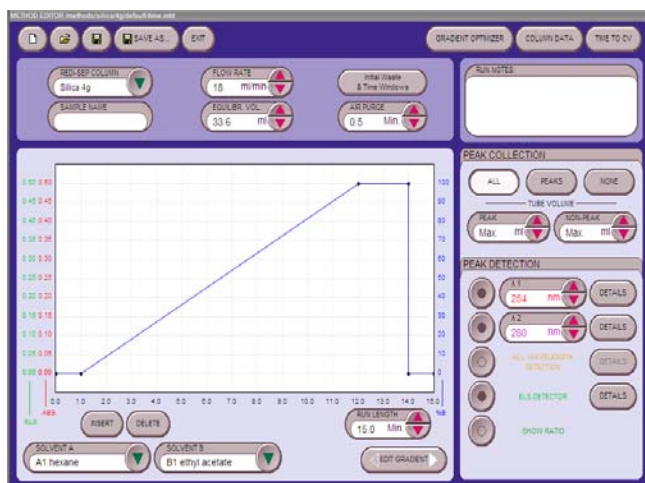 METHOD EDITOR /methods/silica/4g/default-time.mtd
SAVE AS... EXIT GRADIENT OPTIMIZER COLUMN DATA TIME TO CV
REDI-SEP COLUMN FLOW RATE Initial Waste RUN NOTES:
Silica 4g 18 ml/min & Time Windows
SAMPLE NAME EQUILIBR. VOL. AIR PURGE
33.6 ml 0.5 Min.
PEAK COLLECTION
ALL PEAKS NONE
TUBE VOLUME
PEAK NON-PEAK
Max. ml Max. ml
PEAK DETECTION
λ 1
254 nm DETAILS
λ 2
280 nm DETAILS
ALL WAVELENGTH DETECTION DETAILS
ELS DETECTOR DETAILS
SHOW RATIO
0.50 0.50 100
0.45 0.45 90
0.40 0.40 80
0.35 0.35 70
0.30 0.30 60
0.25 0.25 50
0.20 0.20 40
0.15 0.15 30
0.10 0.10 20
0.05 0.05 10
0.00 0.00 0
0.0 1.0 2.0 3.0 4.0 5.0 6.0 7.0 8.0 9.0 10.0 11.0 12.0 13.0 14.0 15.0
ELS ABS. %B
INSERT DELETE RUN LENGTH
15.0 Min.
SOLVENT A SOLVENT B
A1 hexane B1 ethyl acetate EDIT GRADIENT